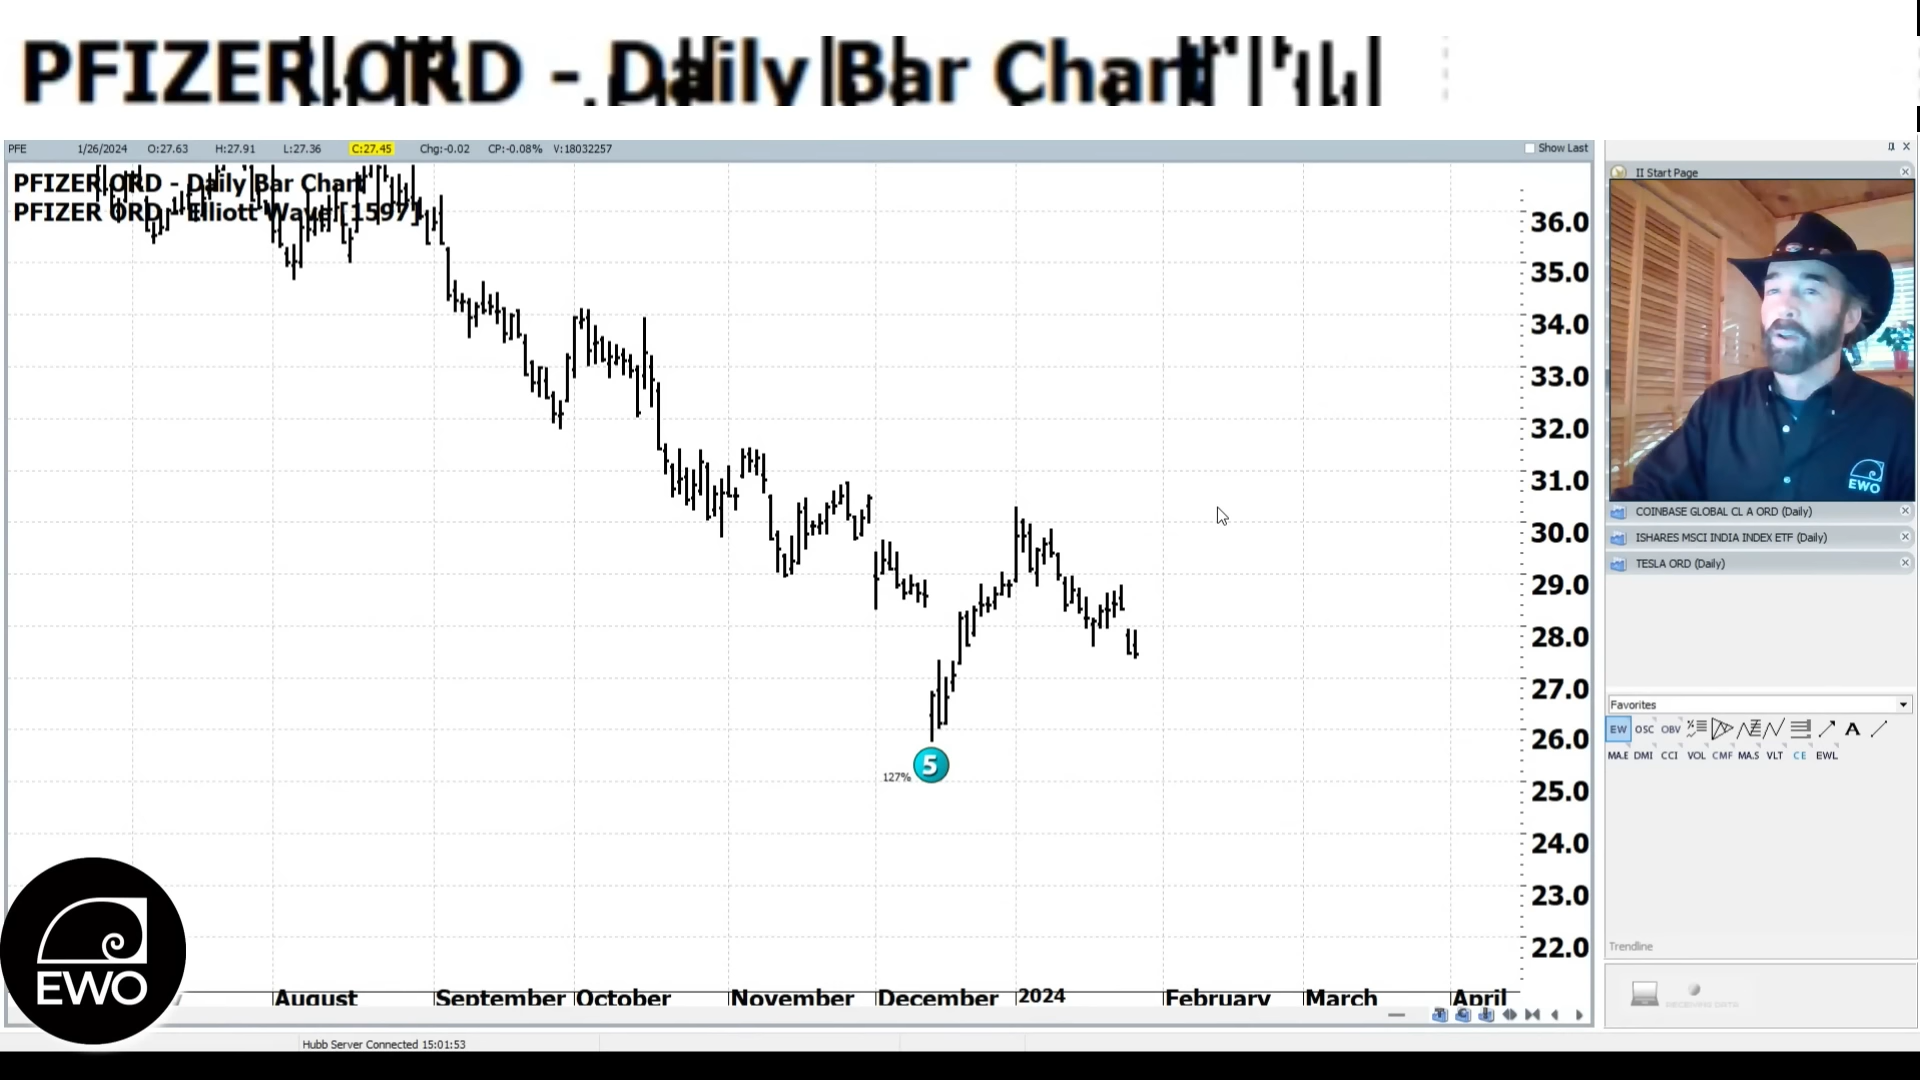 PFIZER ORD - Daily Bar Chart
PFE 1/26/2024 O:27.63 H:27.91 L:27.36 C:27.45 Chg:-0.02 CP:-0.08% V:18032257 Show Last
PFIZER ORD - Daily Bar Chart
PFIZER ORD - Elliott Wave [1597]
36.0
35.0
34.0
33.0
32.0
31.0
30.0
29.0
28.0
27.0
26.0
25.0
24.0
23.0
22.0
5
127%
August September October November December 2024 February March April
EWO
Hubb Server Connected 15:01:53
II Start Page
EWO
COINBASE GLOBAL CL A ORD (Daily)
ISHARES MSCI INDIA INDEX ETF (Daily)
TESLA ORD (Daily)
Favorites
EW OSC OBV A
MA.E DMI CCI VOL CMF MA.S VLT CE EWL
Trendline
RECEIVING DATA